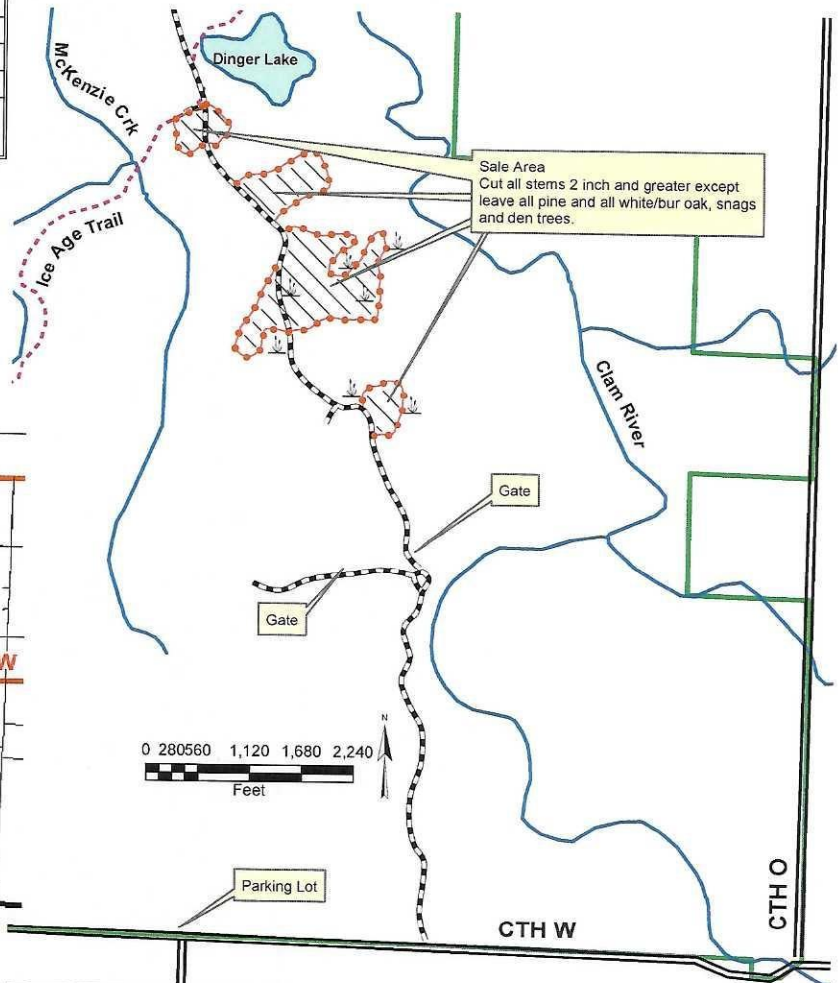 Dinger Lake
McKenzie Crk
Sale Area
Cut all stems 2 inch and greater except
leave all pine and all white/bur oak, snags
and den trees.
Ice Age Trail
Clam River
Gate
Gate
W
N
0 280560 1,120 1,680 2,240
Feet
Parking Lot
CTH W
CTH O